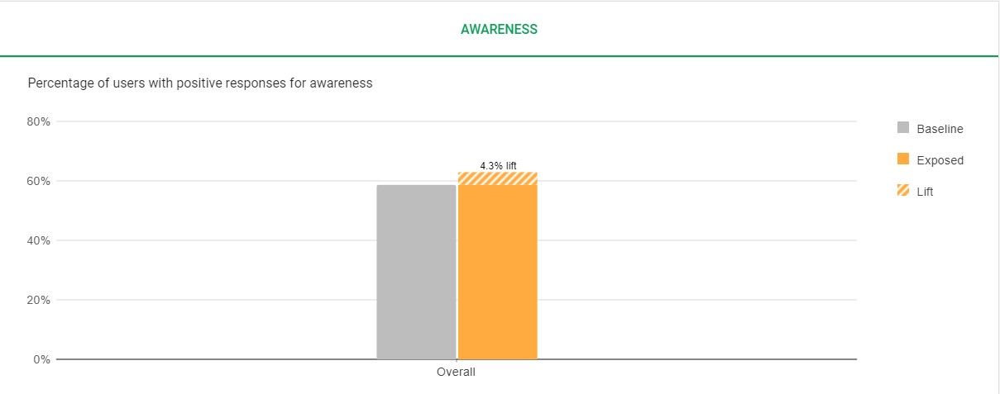 AWARENESS
Percentage of users with positive responses for awareness
80%
60%
40%
20%
0%
4.3% lift
Overall
Baseline
Exposed
Lift